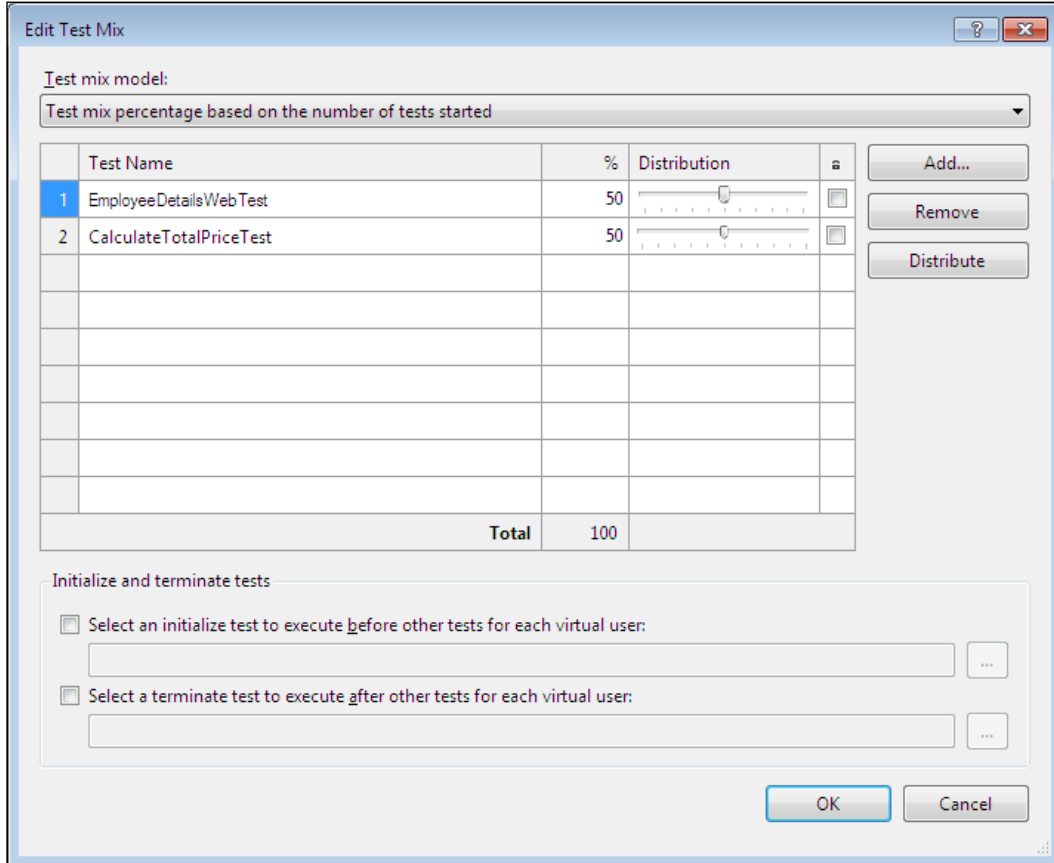 Edit Test Mix
Test mix model:
Test mix percentage based on the number of tests started
Test Name % Distribution
Add...
1 EmployeeDetailsWebTest 50
Remove
2 CalculateTotalPriceTest 50
Distribute
Total 100
Initialize and terminate tests
Select an initialize test to execute before other tests for each virtual user:
...
Select a terminate test to execute after other tests for each virtual user:
...
OK Cancel